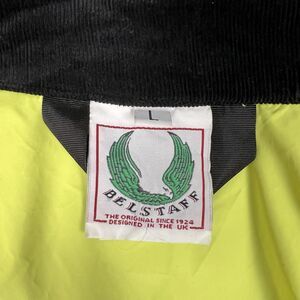 L
BELSTAFF
THE ORIGINAL SINCE 1924
DESIGNED IN THE UK